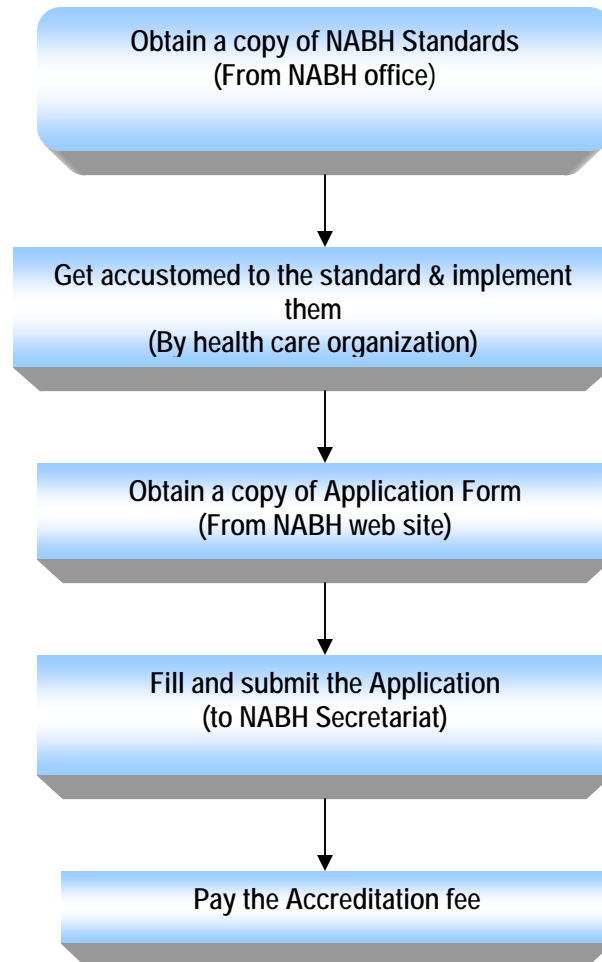 Obtain a copy of NABH Standards
(From NABH office)
Get accustomed to the standard & implement
them
(By health care organization)
Obtain a copy of Application Form
(From NABH web site)
Fill and submit the Application
(to NABH Secretariat)
Pay the Accreditation fee